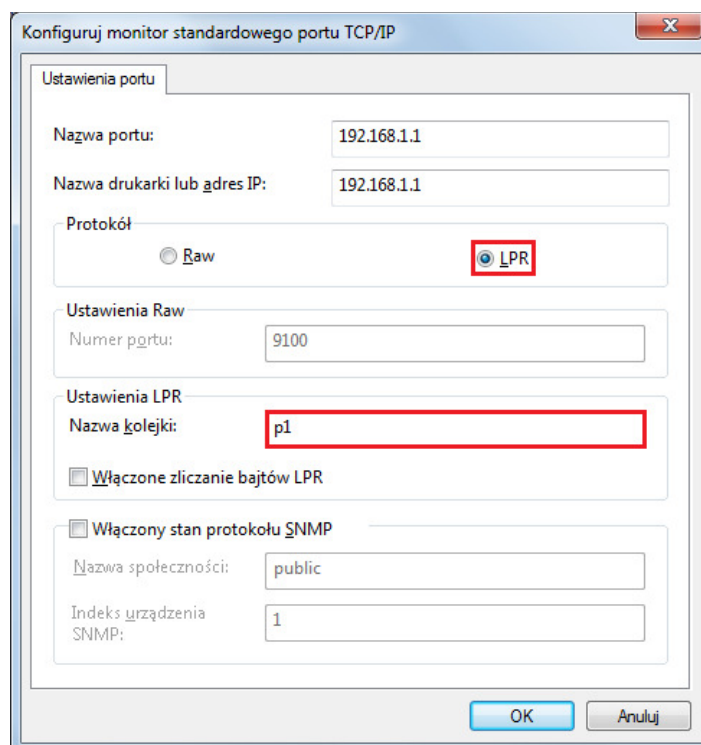 Konfiguruj monitor standardowego portu TCP/IP
Ustawienia portu
Nazwa portu: 192.168.1.1
Nazwa drukarki lub adres IP: 192.168.1.1
Protokół
Raw LPR
Ustawienia Raw
Numer portu: 9100
Ustawienia LPR
Nazwa kolejki: p1
Włączone zliczanie bajtów LPR
Włączony stan protokołu SNMP
Nazwa społeczności: public
Indeks urządzenia
SNMP: 1
OK Anuluj